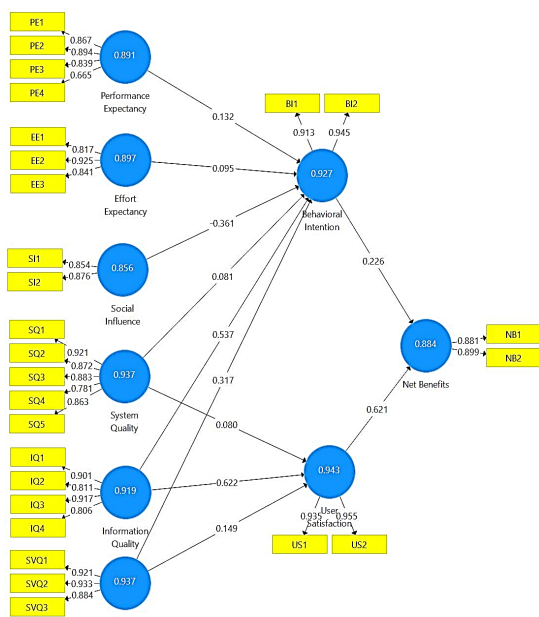 PE1
PE2
PE3
PE4
0.867
0.894
0.839
0.665
0.891
Performance
Expectancy
EE1
EE2
EE3
0.817
0.925
0.841
0.897
Effort
Expectancy
SI1
SI2
0.854
0.876
0.856
Social
Influence
SQ1
SQ2
SQ3
SQ4
SQ5
0.921
0.872
0.883
0.781
0.863
0.937
System
Quality
IQ1
IQ2
IQ3
IQ4
0.901
0.811
0.917
0.806
0.919
Information
Quality
SVQ1
SVQ2
SVQ3
0.921
0.933
0.884
0.937
0.132
0.095
-0.361
0.081
0.537
0.317
0.080
0.622
0.149
BI1
BI2
0.913
0.945
0.927
Behavioral
Intention
0.226
0.621
0.943
User
Satisfaction
0.935
0.955
US1
US2
0.884
Net Benefits
0.881
0.899
NB1
NB2